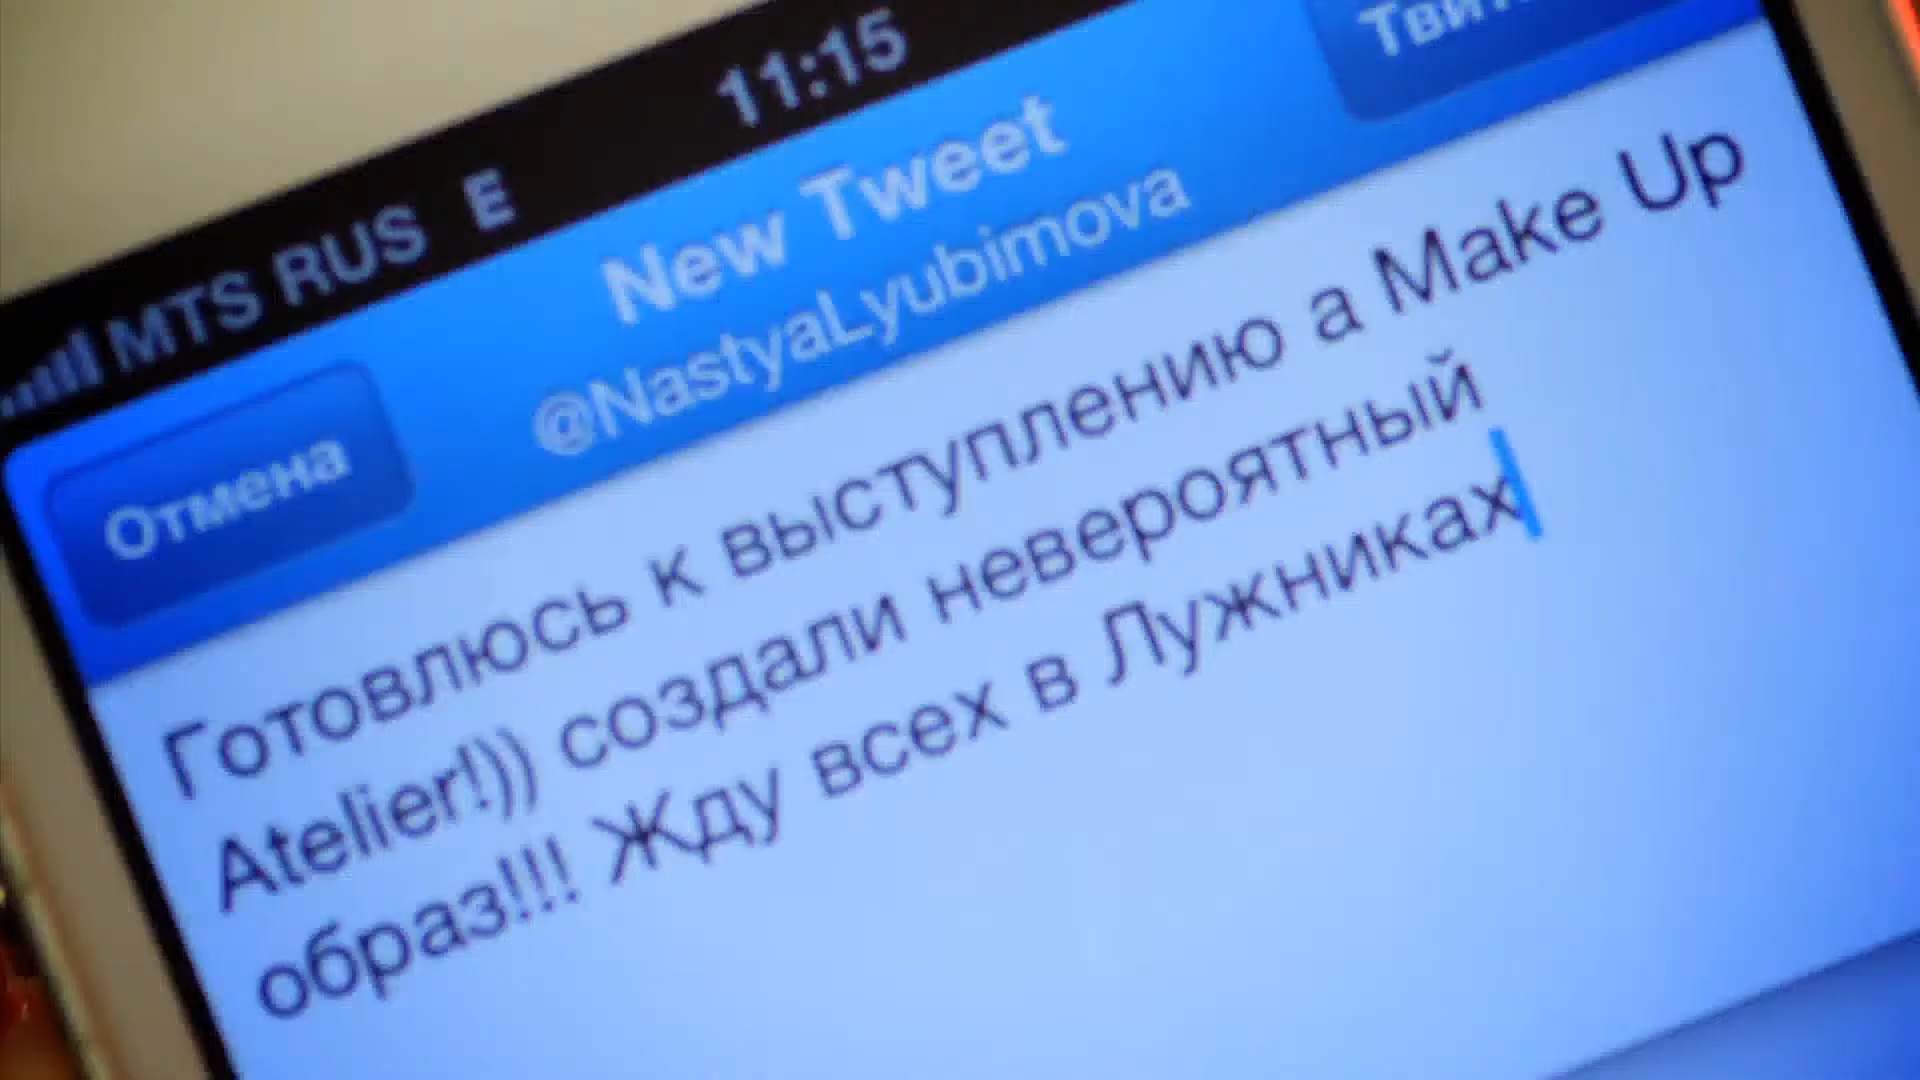 11:15
MTS RUS E
New Tweet
@NastyaLyubimova
Отмена
Готовлюсь к выступлению а Make Up
Atelier!)) создали невероятный
образ!!! Жду всех в Лужниках